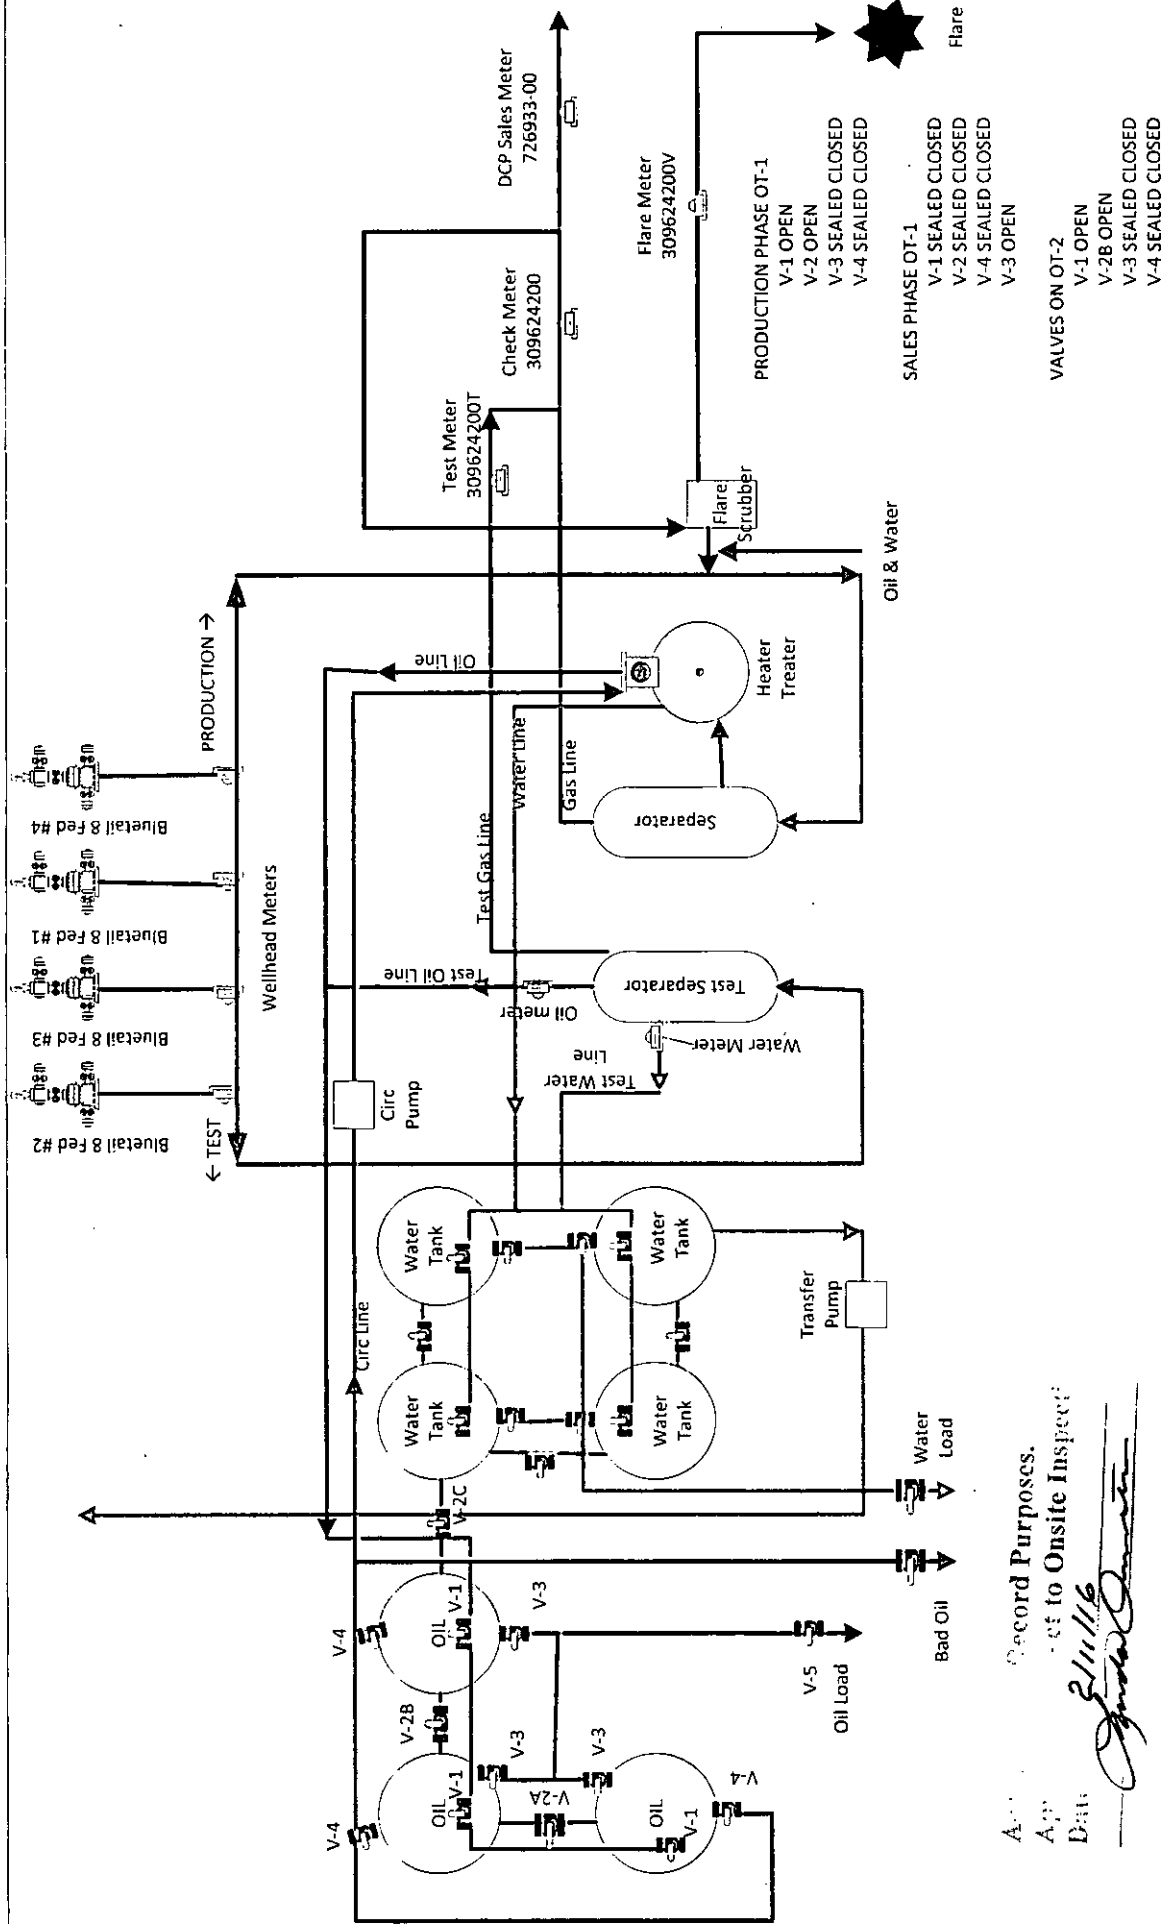 Bluetail 8 Fed #2
Bluetail 8 Fed #3
Bluetail 8 Fed #1
Bluetail 8 Fed #4
← TEST
PRODUCTION →
Wellhead Meters
Circ
Pump
Circ Line
Oil Line
Test Oil Line
Oil meter
Test Gas Line
Water Line
Gas Line
Test Water
Line
Water Meter
Test Separator
Separator
Heater
Treater
Test Meter
309624200T
Check Meter
309624200
DCP Sales Meter
726933-00
Flare Meter
309624200V
Flare
Flare
Scrubber
Oil & Water
Water
Tank
Water
Tank
Water
Tank
Water
Tank
Transfer
Pump
V-2C
V-4
OIL
V-1
V-3
V-2B
V-4
OIL
V-1
V-3
V-2A
V-3
OIL
V-1
V-4
V-5
Oil Load
Bad Oil
Water
Load
PRODUCTION PHASE OT-1
V-1 OPEN
V-2 OPEN
V-3 SEALED CLOSED
V-4 SEALED CLOSED
SALES PHASE OT-1
V-1 SEALED CLOSED
V-2 SEALED CLOSED
V-4 SEALED CLOSED
V-3 OPEN
VALVES ON OT-2
V-1 OPEN
V-2B OPEN
V-3 SEALED CLOSED
V-4 SEALED CLOSED
Record Purposes.
to Onsite Inspect
2/11/16